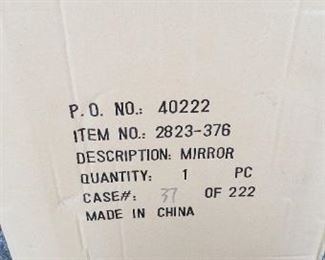 P. O. NO.: 40222
ITEM NO.: 2823-376
DESCRIPTION: MIRROR
QUANTITY: 1 PC
CASE#: 37 OF 222
MADE IN CHINA